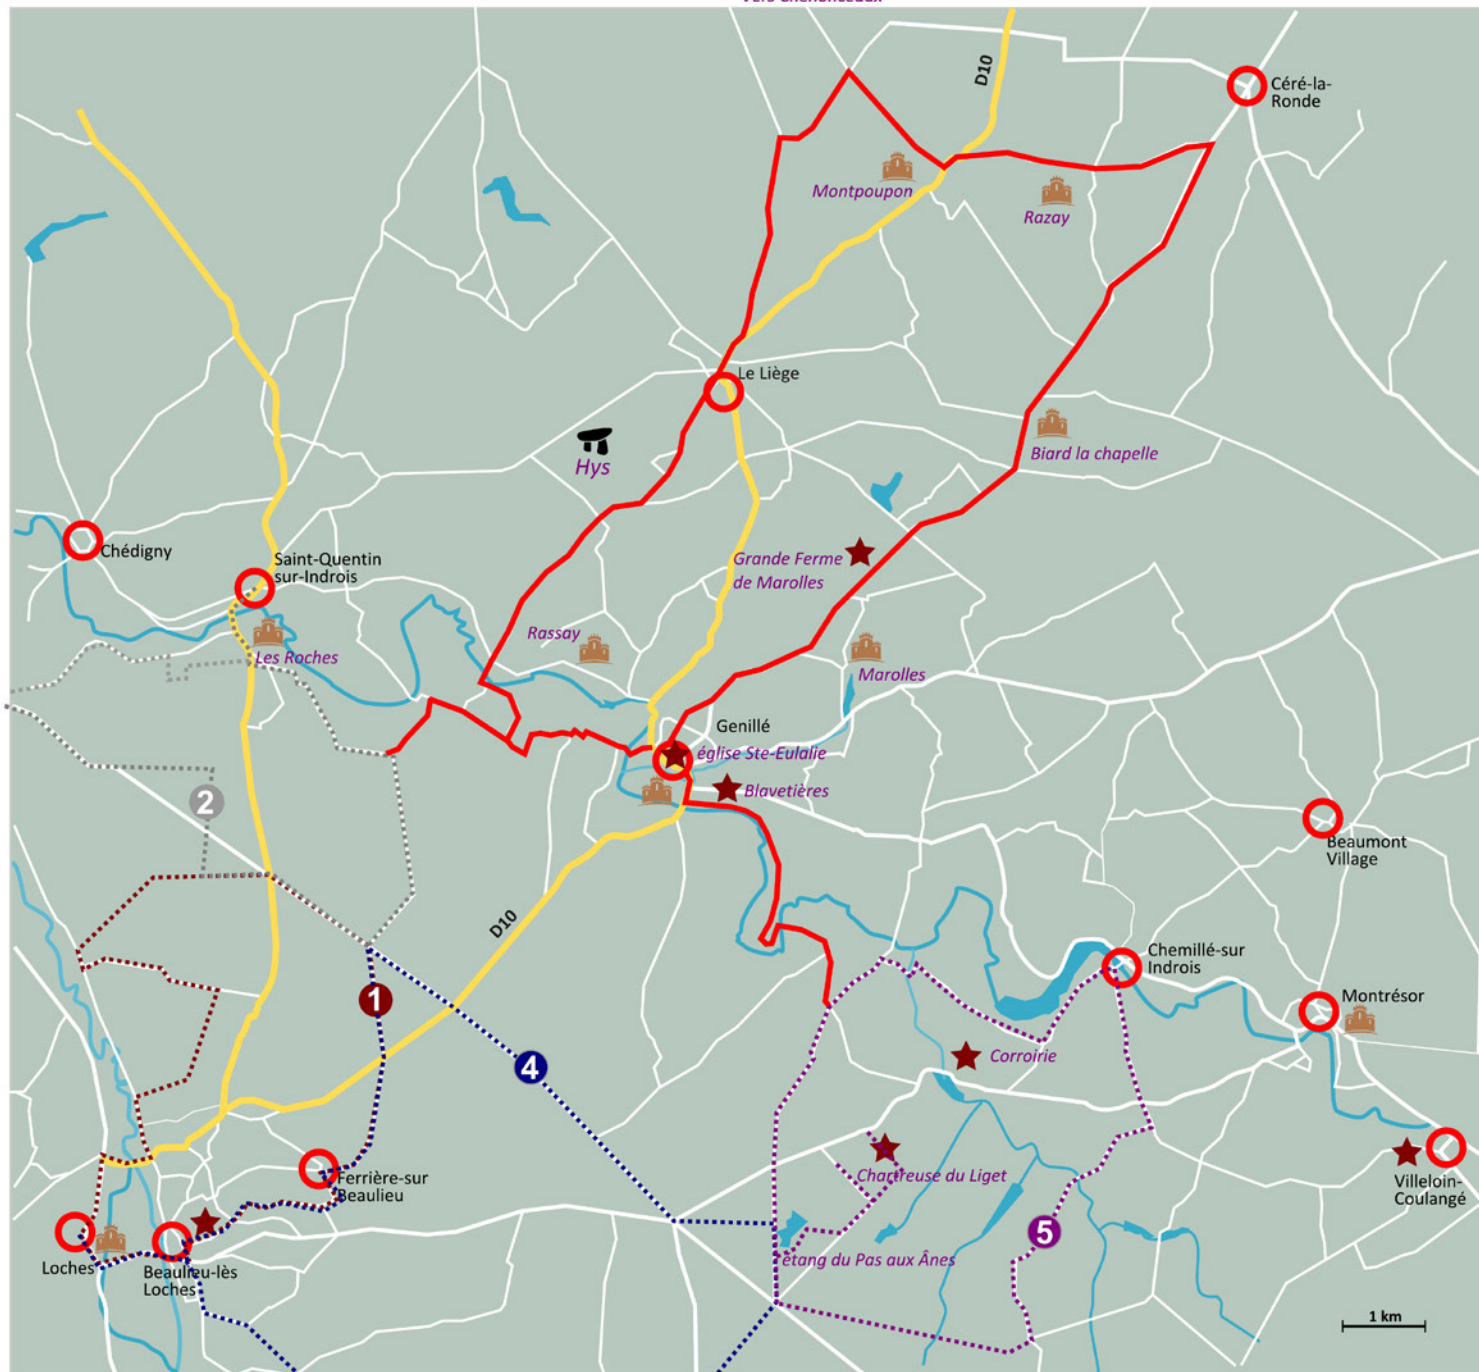 Vers Chenonceaux
D10
Céré-la-
Ronde
Montpoupon
Razay
Le Liège
Hys
Biard la chapelle
Chédigny
Saint-Quentin
sur-Indrois
Grande Ferme
de Marolles
Rassay
Les Roches
Marolles
Genillé
église Ste-Eulalie
Blavetières
2
Beaumont
Village
D10
Chemillé-sur
Indrois
1
Montrésor
4
Corroirie
Ferrière-sur
Beaulieu
Chartreuse du Liget
Villeloin-
Coulangé
5
Loches
Beaulieu-lès
Loches
étang du Pas aux Ânes
1 km